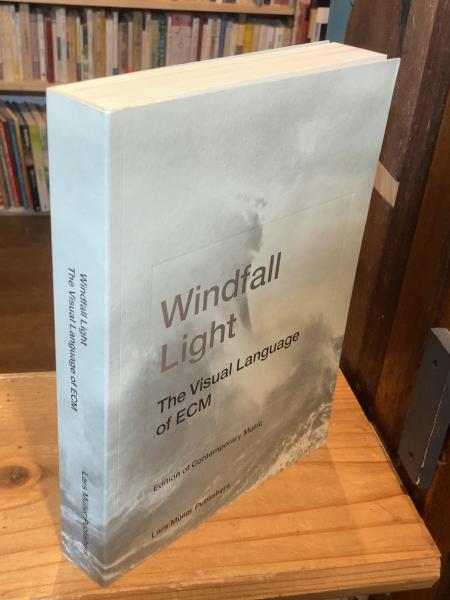 Windfall
Light
The Visual Language
of ECM
Edition of Contemporary Music
Lars Müller Publishers
Windfall Light
The Visual Language of ECM
Lars Müller Publishers